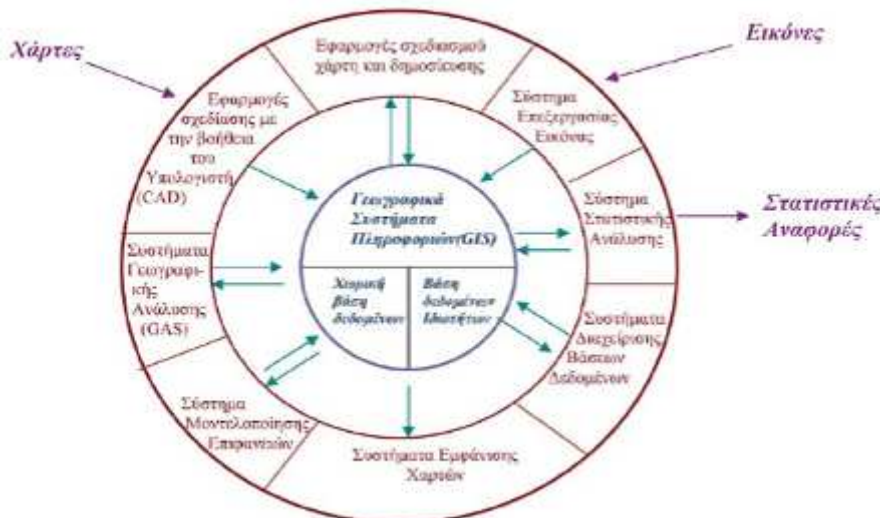 Χάρτες
Εικόνες
Εφαρμογές σχεδιασμού
χάρτη και δημοσίευσης
Σύστημα
Επεξεργασίας
Εικόνας
Εφαρμογές
σχεδίασης με
την βοήθεια
του
Υπολογιστή
(CAD)
Σύστημα
Στατιστικής
Ανάλυσης
Στατιστικές
Αναφορές
Γεωγραφικά
Συστήματα
Πληροφοριών(GIS)
Συστήματα
Γεωγραφι-
κής
Ανάλυσης
(GAS)
Χωρική
βάση
δεδομένων
Βάση
δεδομένων
Ιδιοτήτων
Συστήματα
Διαχείρισης
Βάσεων
Δεδομένων
Σύστημα
Μοντελοποίησης
Επιφανειών
Συστήματα Εμφάνισης
Χαρτών